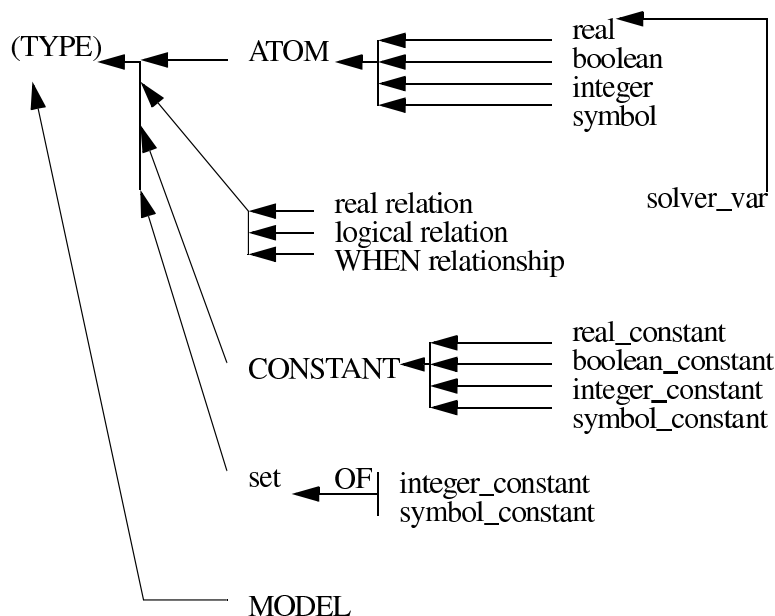 (TYPE)
ATOM
real
boolean
integer
symbol
solver_var
real relation
logical relation
WHEN relationship
CONSTANT
real_constant
boolean_constant
integer_constant
symbol_constant
set
OF
integer_constant
symbol_constant
MODEL